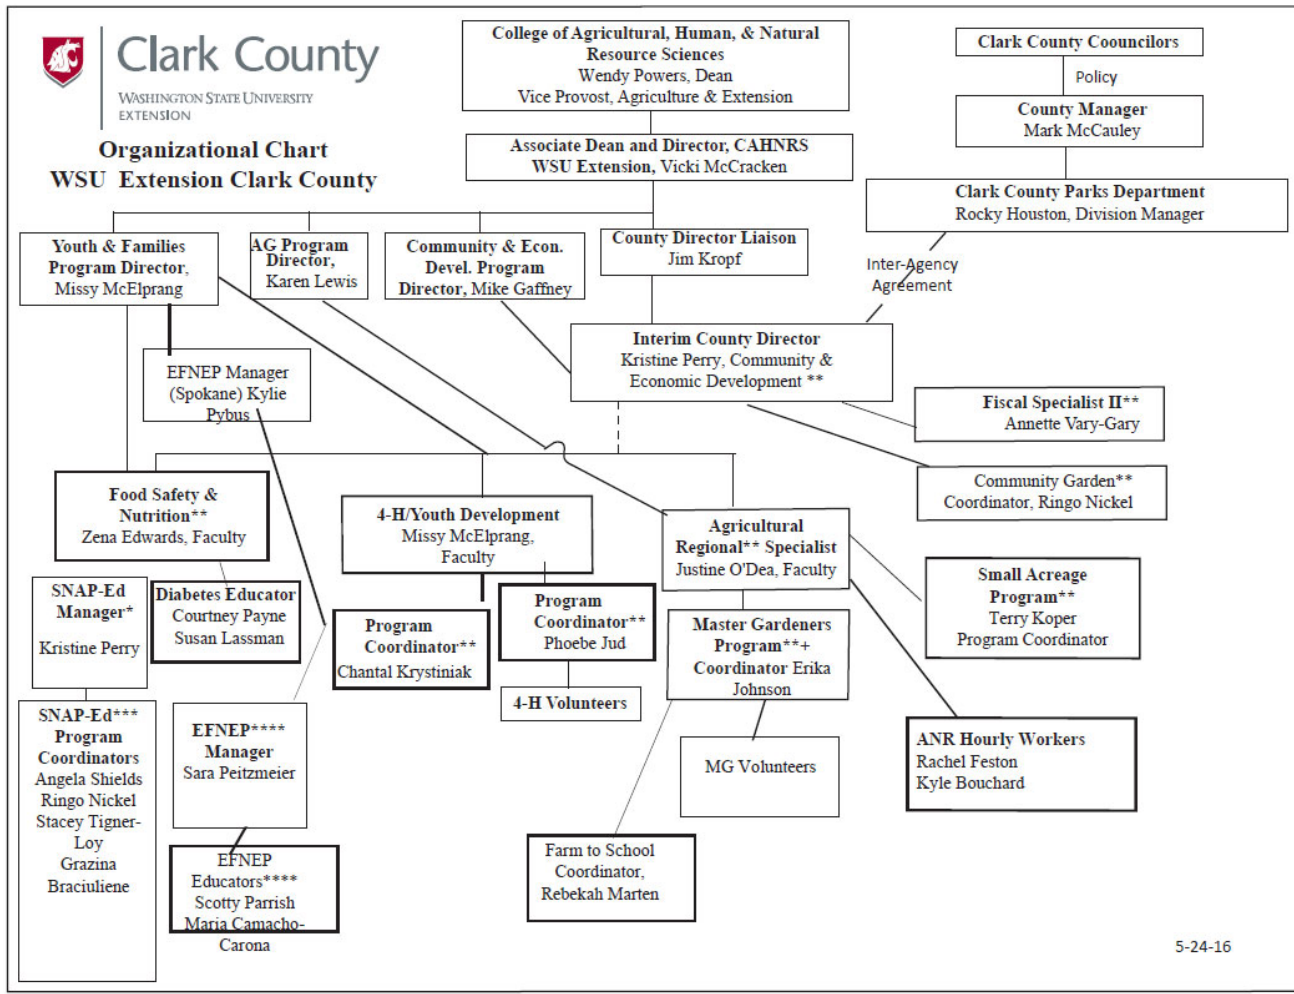 Clark County
WASHINGTON STATE UNIVERSITY
EXTENSION
Organizational Chart
WSU Extension Clark County
College of Agricultural, Human, & Natural
Resource Sciences
Wendy Powers, Dean
Vice Provost, Agriculture & Extension
Clark County Cooouncilors
Policy
County Manager
Mark McCauley
Associate Dean and Director, CAHNRS
WSU Extension, Vicki McCracken
Clark County Parks Department
Rocky Houston, Division Manager
Youth & Families
Program Director,
Missy McElprang
AG Program
Director,
Karen Lewis
Community & Econ.
Devel. Program
Director, Mike Gaffney
County Director Liaison
Jim Kropf
Inter-Agency
Agreement
Interim County Director
Kristine Perry, Community &
Economic Development **
EFNEP Manager
(Spokane) Kylie
Pybus
Fiscal Specialist II**
Annette Vary-Gary
Community Garden**
Coordinator, Ringo Nickel
Food Safety &
Nutrition**
Zena Edwards, Faculty
4-H/Youth Development
Missy McElprang,
Faculty
Agricultural
Regional** Specialist
Justine O'Dea, Faculty
Small Acreage
Program**
Terry Koper
Program Coordinator
SNAP-Ed
Manager*
Kristine Perry
Diabetes Educator
Courtney Payne
Susan Lassman
Program
Coordinator**
Chantal Krystiniak
Program
Coordinator**
Phoebe Jud
Master Gardeners
Program**+
Coordinator Erika
Johnson
4-H Volunteers
SNAP-Ed***
Program
Coordinators
Angela Shields
Ringo Nickel
Stacey Tigner-
Loy
Grazina
Braciuliene
EFNEP****
Manager
Sara Peitzmeier
MG Volunteers
ANR Hourly Workers
Rachel Feston
Kyle Bouchard
EFNEP
Educators****
Scotty Parrish
Maria Camacho-
Carona
Farm to School
Coordinator,
Rebekah Marten
5-24-16